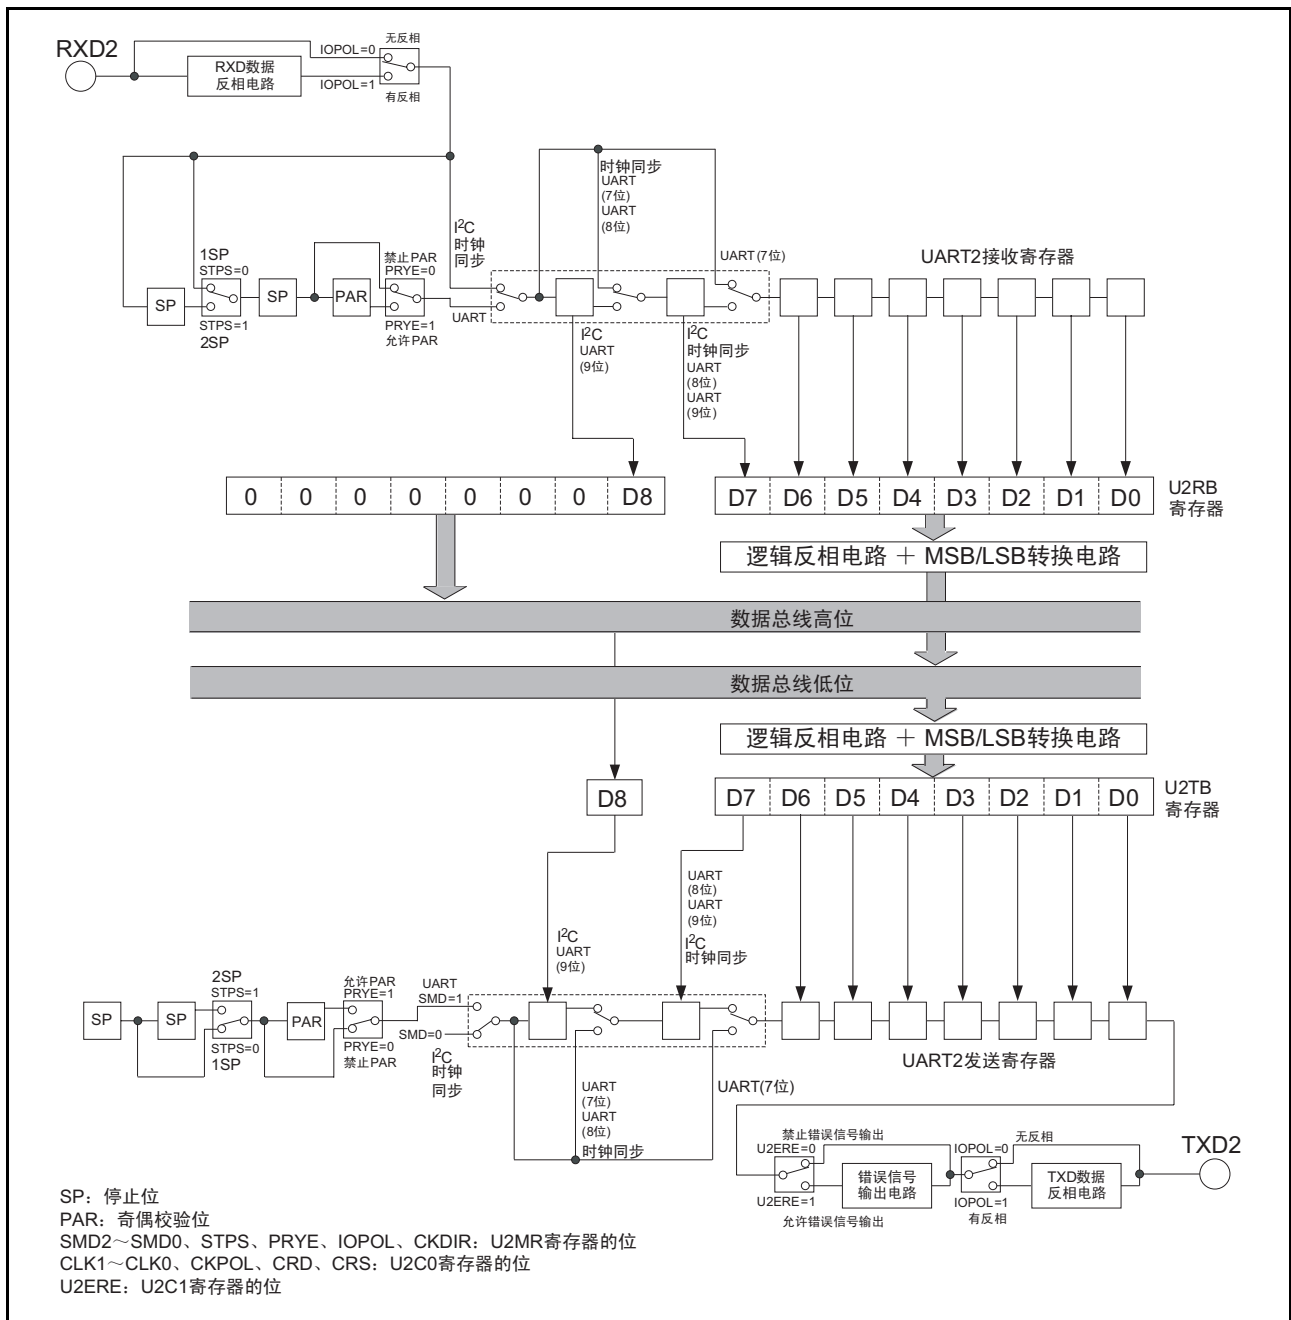 RXD2
无反相
IOPOL=0
RXD数据
反相电路
IOPOL=1
有反相
时钟同步
UART
(7位)
UART
(8位)
I²C
时钟
同步
1SP
STPS=0
禁止PAR
PRYE=0
UART(7位)
UART2接收寄存器
SP
SP
PAR
STPS=1
2SP
PRYE=1
允许PAR
UART
I²C
UART
(9位)
I²C
时钟同步
UART
(8位)
UART
(9位)
0 0 0 0 0 0 0 D8
D7 D6 D5 D4 D3 D2 D1 D0
U2RB
寄存器
逻辑反相电路 + MSB/LSB转换电路
数据总线高位
数据总线低位
逻辑反相电路 + MSB/LSB转换电路
D8
D7 D6 D5 D4 D3 D2 D1 D0
U2TB
寄存器
UART
(8位)
UART
(9位)
I²C
时钟同步
I²C
UART
(9位)
2SP
STPS=1
允许PAR
PRYE=1
UART
SMD=1
SP
SP
PAR
SMD=0
STPS=0
1SP
PRYE=0
禁止PAR
I²C
时钟
同步
UART2发送寄存器
UART
(7位)
UART
(8位)
时钟同步
UART(7位)
禁止错误信号输出
U2ERE=0
IOPOL=0
无反相
TXD2
错误信号
输出电路
TXD数据
反相电路
U2ERE=1
允许错误信号输出
IOPOL=1
有反相
SP：停止位
PAR：奇偶校验位
SMD2～SMD0、STPS、PRYE、IOPOL、CKDIR：U2MR寄存器的位
CLK1～CLK0、CKPOL、CRD、CRS：U2C0寄存器的位
U2ERE：U2C1寄存器的位